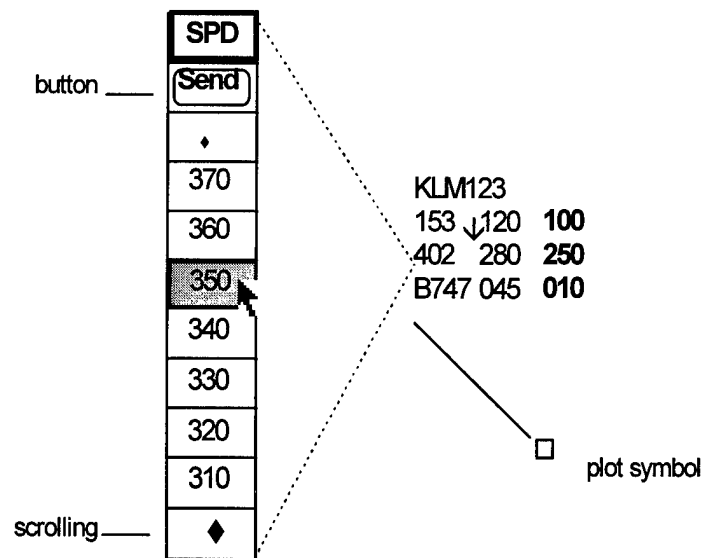 SPD
button
Send
370
360
350
340
330
320
310
scrolling
KLM123
153 120 100
402 280 250
B747 045 010
plot symbol